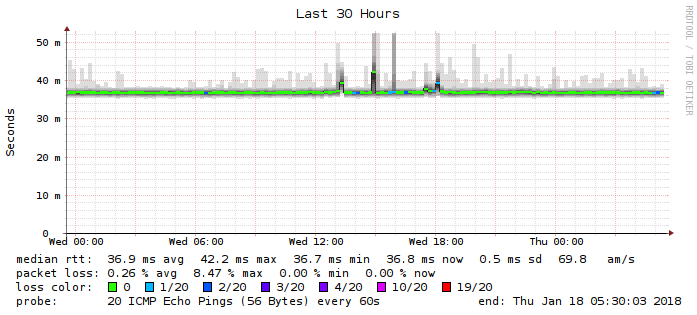 Last 30 Hours
RRDTOOL / TOBI OETIKER
Seconds
50 m
40 m
30 m
20 m
10 m
0
Wed 00:00 Wed 06:00 Wed 12:00 Wed 18:00 Thu 00:00
median rtt: 36.9 ms avg 42.2 ms max 36.7 ms min 36.8 ms now 0.5 ms sd 69.8 am/s
packet loss: 0.26 % avg 8.47 % max 0.00 % min 0.00 % now
loss color: 0 1/20 2/20 3/20 4/20 10/20 19/20
probe: 20 ICMP Echo Pings (56 Bytes) every 60s end: Thu Jan 18 05:30:03 2018